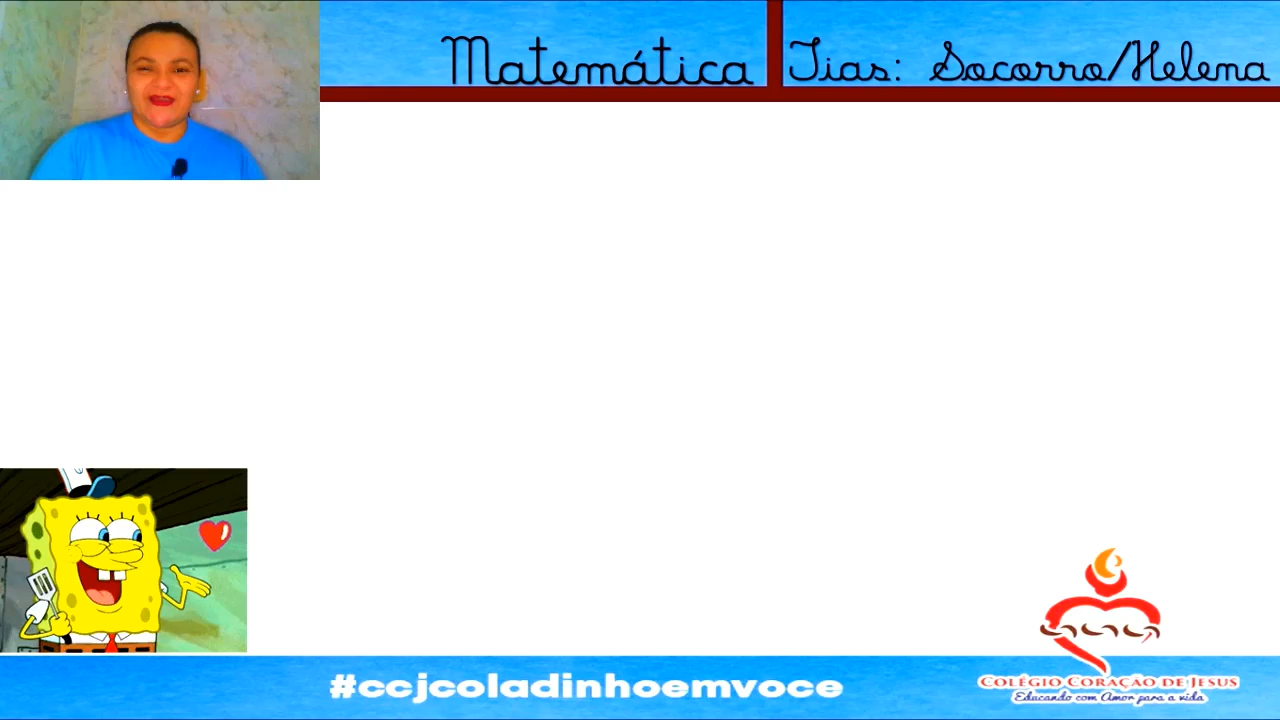 Matemática
Tias: Socorro/Helena
#ccjcoladinhoemvoce
COLÉGIO CORAÇÃO DE JESUS
Educando com Amor para a vida